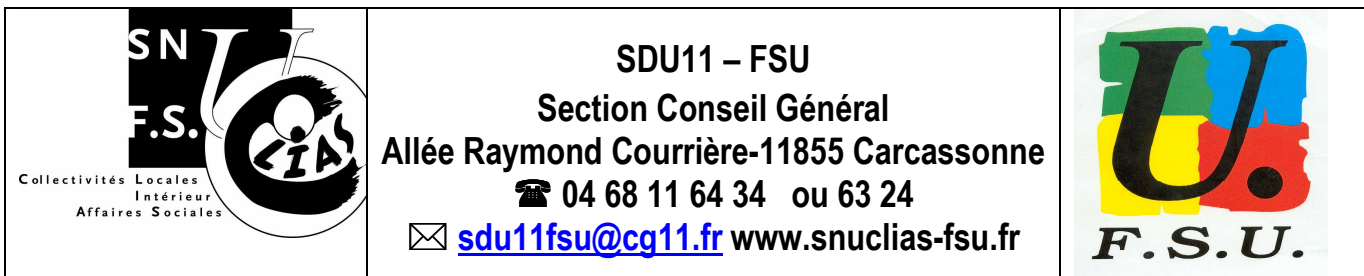 SN U
F.S.
CLIAS
Collectivités Locales
Intérieur
Affaires Sociales
SDU11 – FSU
Section Conseil Général
Allée Raymond Courrière-11855 Carcassonne
☎ 04 68 11 64 34 ou 63 24
✉ sdu11fsu@cg11.fr www.snuclias-fsu.fr
U.
F.S.U.